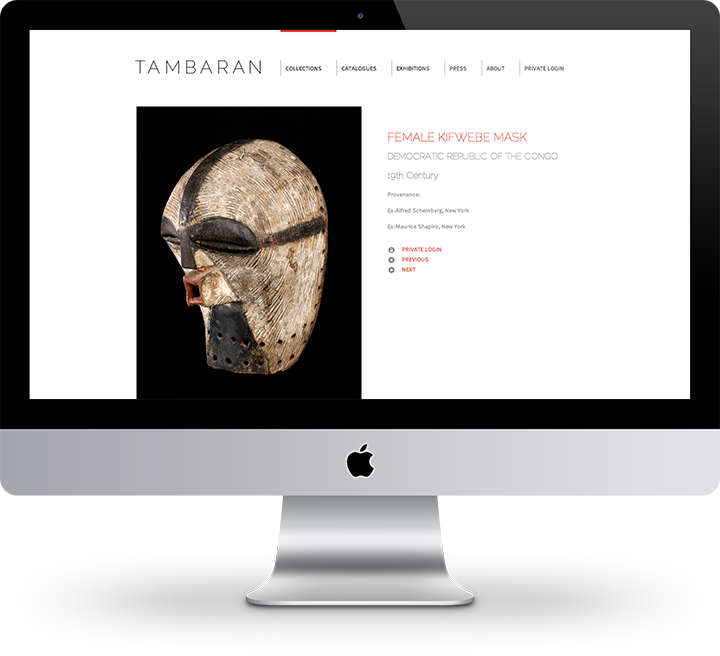 TAMBARAN
COLLECTIONS
CATALOGUES
EXHIBITIONS
PRESS
ABOUT
PRIVATE LOGIN
FEMALE KIFWEBE MASK
DEMOCRATIC REPUBLIC OF THE CONGO
19th Century
Provenance:
Ex-Alfred Scheinberg, New York
Ex-Maurice Shapiro, New York
PRIVATE LOGIN
PREVIOUS
NEXT